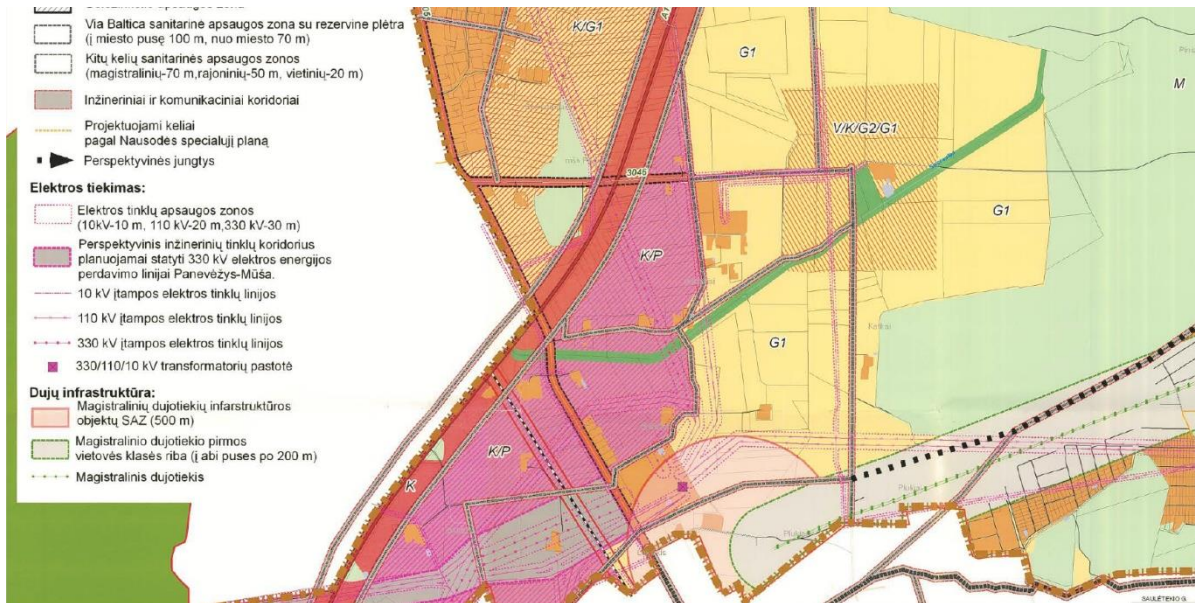 Via Baltica sanitarinė apsaugos zona su rezervine plėtra
(į miesto pusę 100 m, nuo miesto 70 m)
Kitų kelių sanitarinės apsaugos zonos
(magistralinių-70 m,rajoninių-50 m, vietinių-20 m)
Inžineriniai ir komunikaciniai koridoriai
Projektuojami keliai
pagal Nausodės specialųjį planą
Perspektyvinės jungtys
Elektros tiekimas:
Elektros tinklų apsaugos zonos
(10kV-10 m, 110 kV-20 m,330 kV-30 m)
Perspektyvinis inžinerinių tinklų koridorius
planuojamai statyti 330 kV elektros energijos
perdavimo linijai Panevėžys-Mūša.
10 kV įtampos elektros tinklų linijos
110 kV įtampos elektros tinklų linijos
330 kV įtampos elektros tinklų linijos
330/110/10 kV transformatorių pastotė
Dujų infrastruktūra:
Magistralinių dujotiekių infarstruktūros
objektų SAZ (500 m)
Magistralinio dujotiekio pirmos
vietovės klasės riba (į abi puses po 200 m)
Magistralinis dujotiekis
K/G1
G1
M
V/K/G2/G1
3046
G1
K/P
G1
K/P
K
SAULĖTEKIO G.